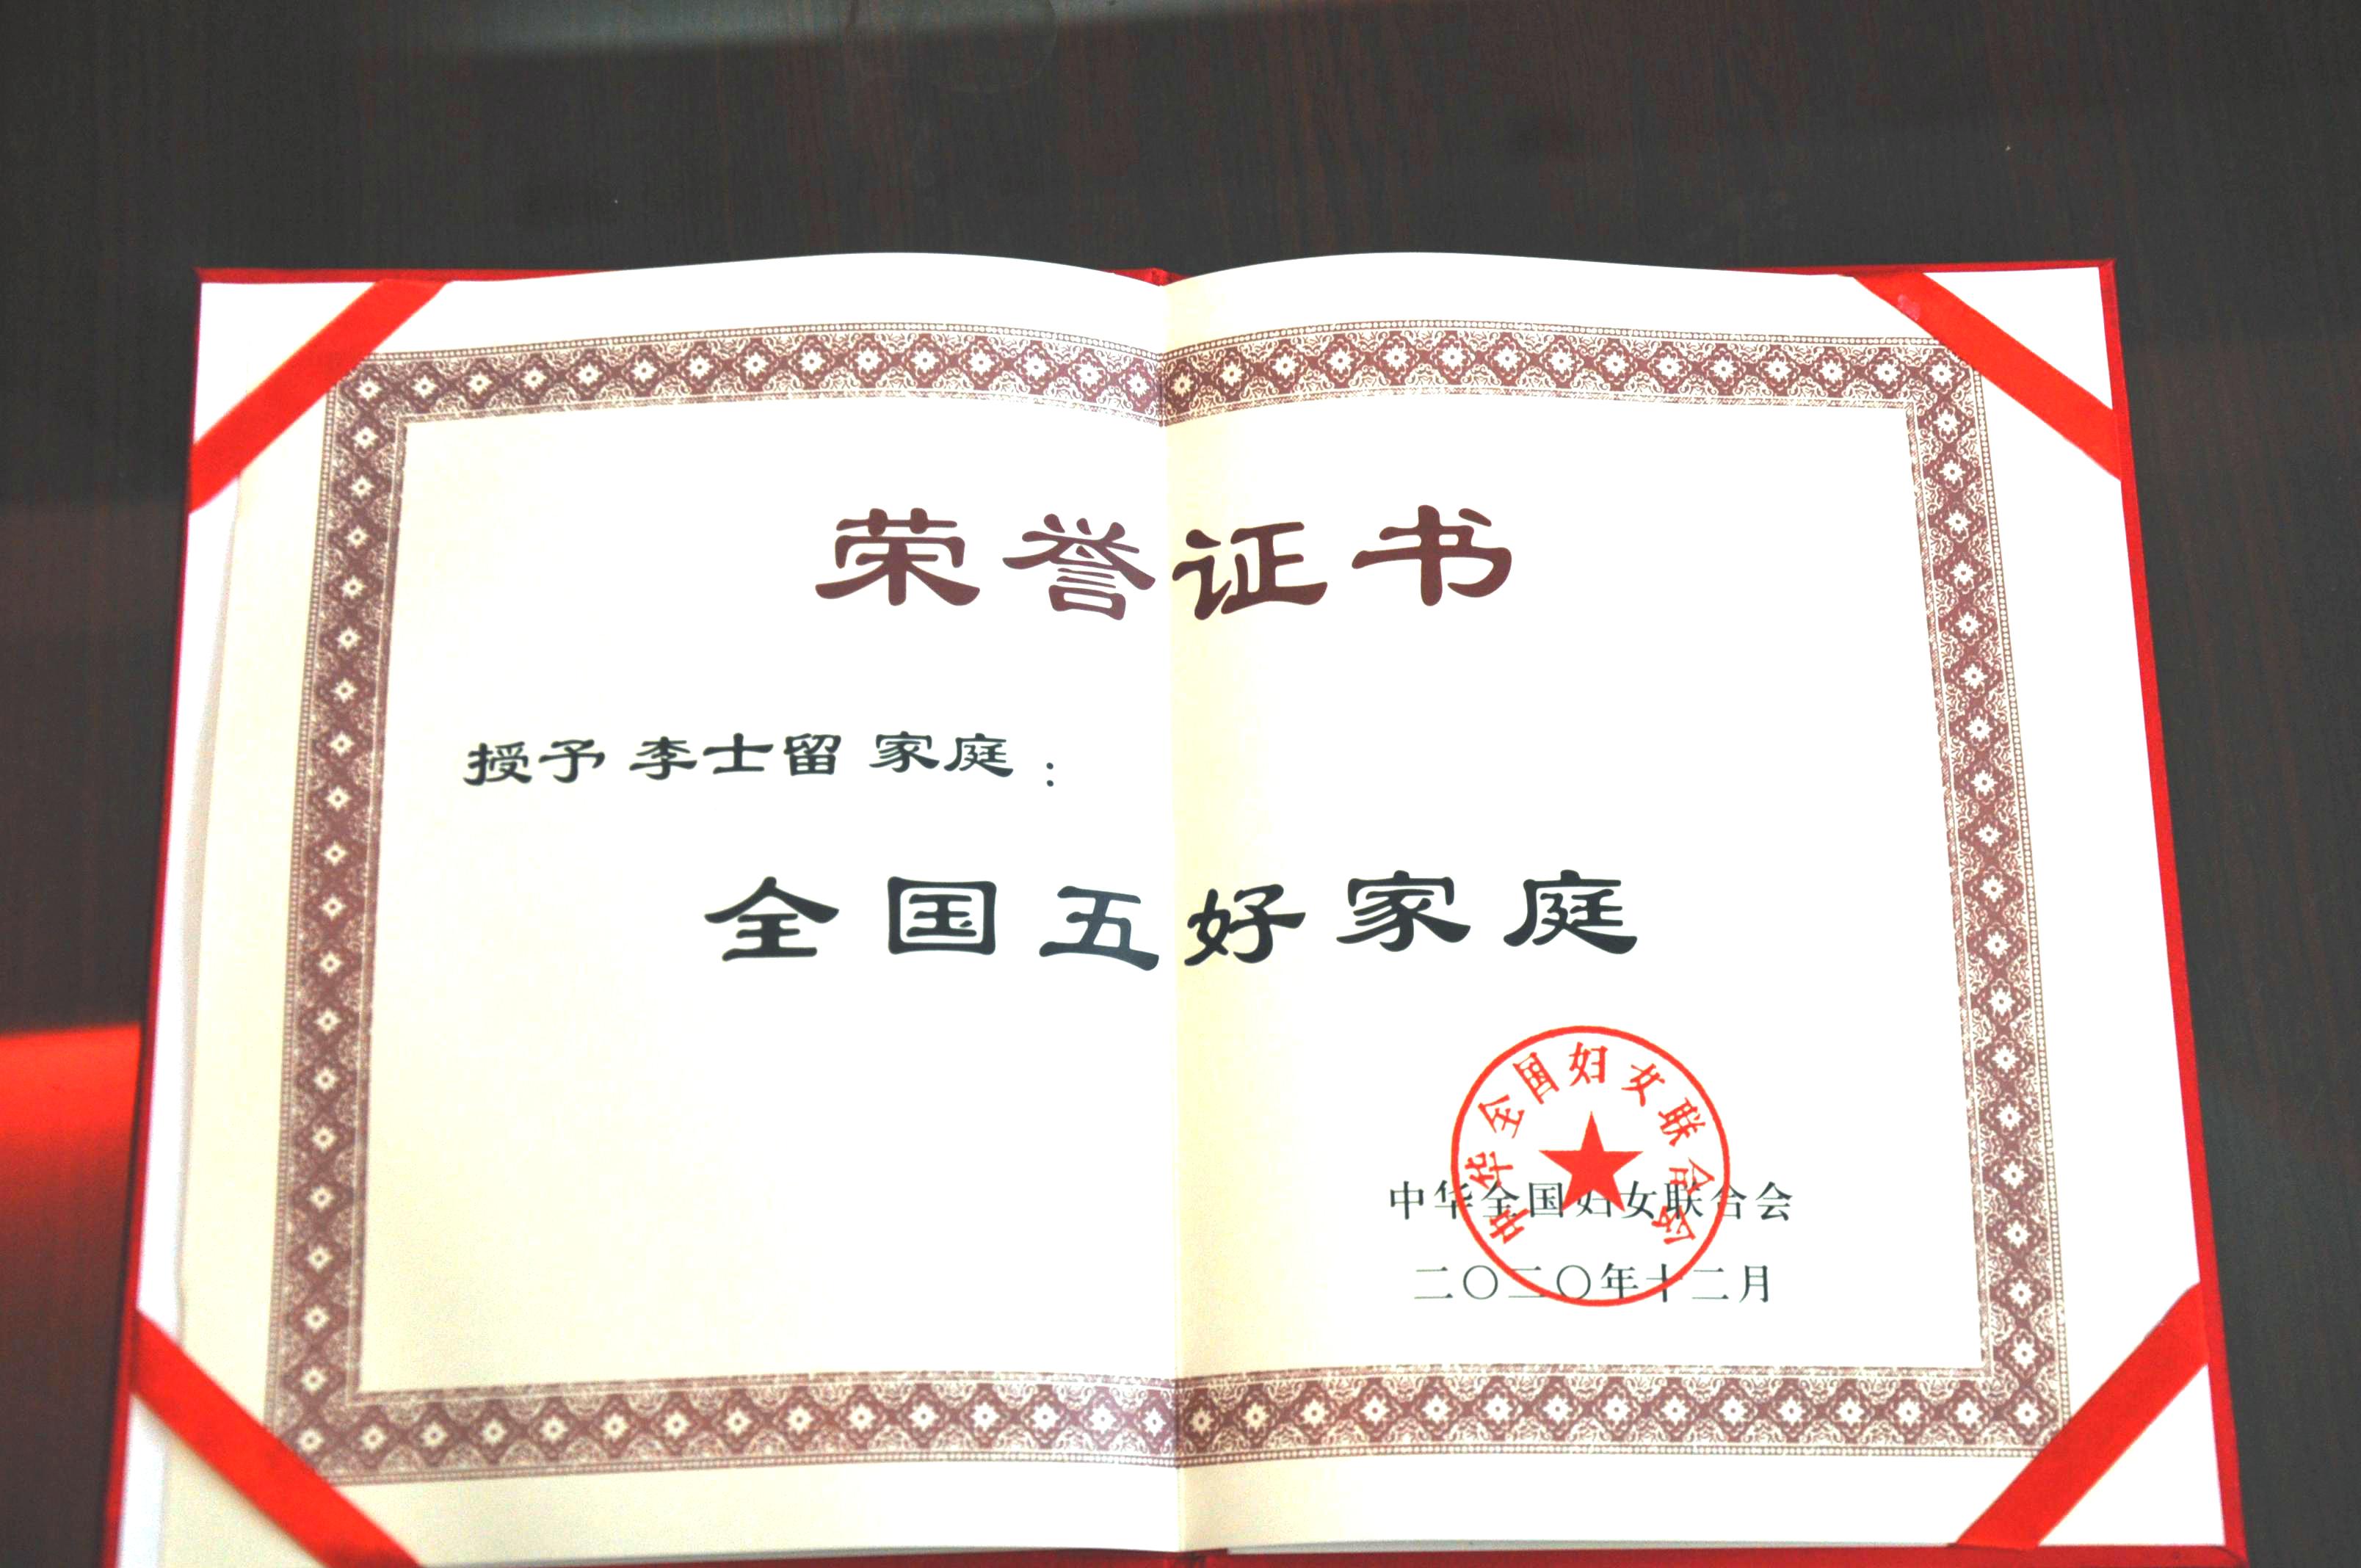 荣誉证书
授予 李士留 家庭：
全国五好家庭
中华全国妇女联合会
中华全国妇女联合会
二〇二〇年十二月